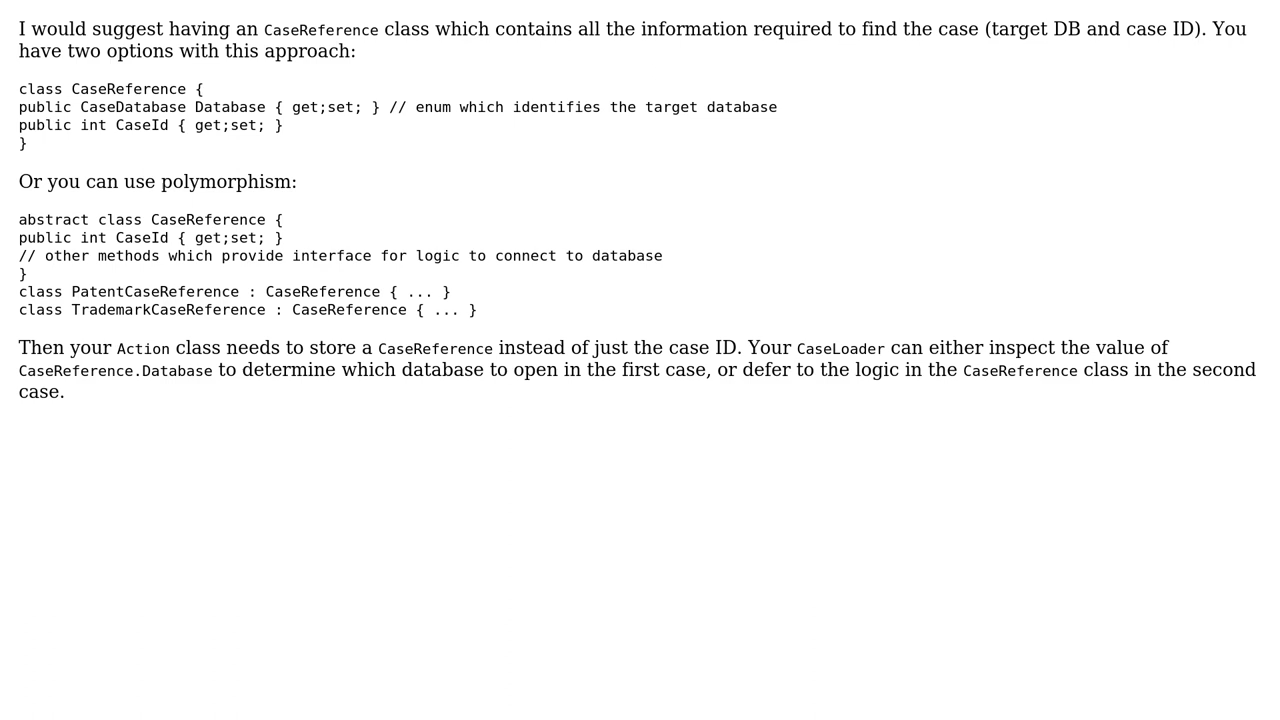 I would suggest having an CaseReference class which contains all the information required to find the case (target DB and case ID). You
have two options with this approach:
class CaseReference {
public CaseDatabase Database { get;set; } // enum which identifies the target database
public int CaseId { get;set; }
}
Or you can use polymorphism:
abstract class CaseReference {
public int CaseId { get;set; }
// other methods which provide interface for logic to connect to database
}
class PatentCaseReference : CaseReference { ... }
class TrademarkCaseReference : CaseReference { ... }
Then your Action class needs to store a CaseReference instead of just the case ID. Your CaseLoader can either inspect the value of
CaseReference.Database to determine which database to open in the first case, or defer to the logic in the CaseReference class in the second
case.